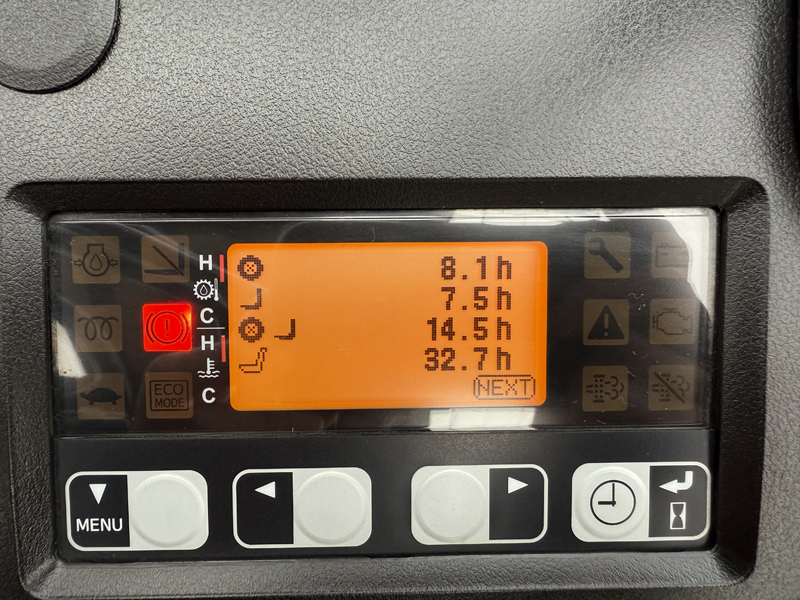 H
8.1h
7.5h
C
H
14.5h
32.7h
C
NEXT
ECO
MODE
MENU